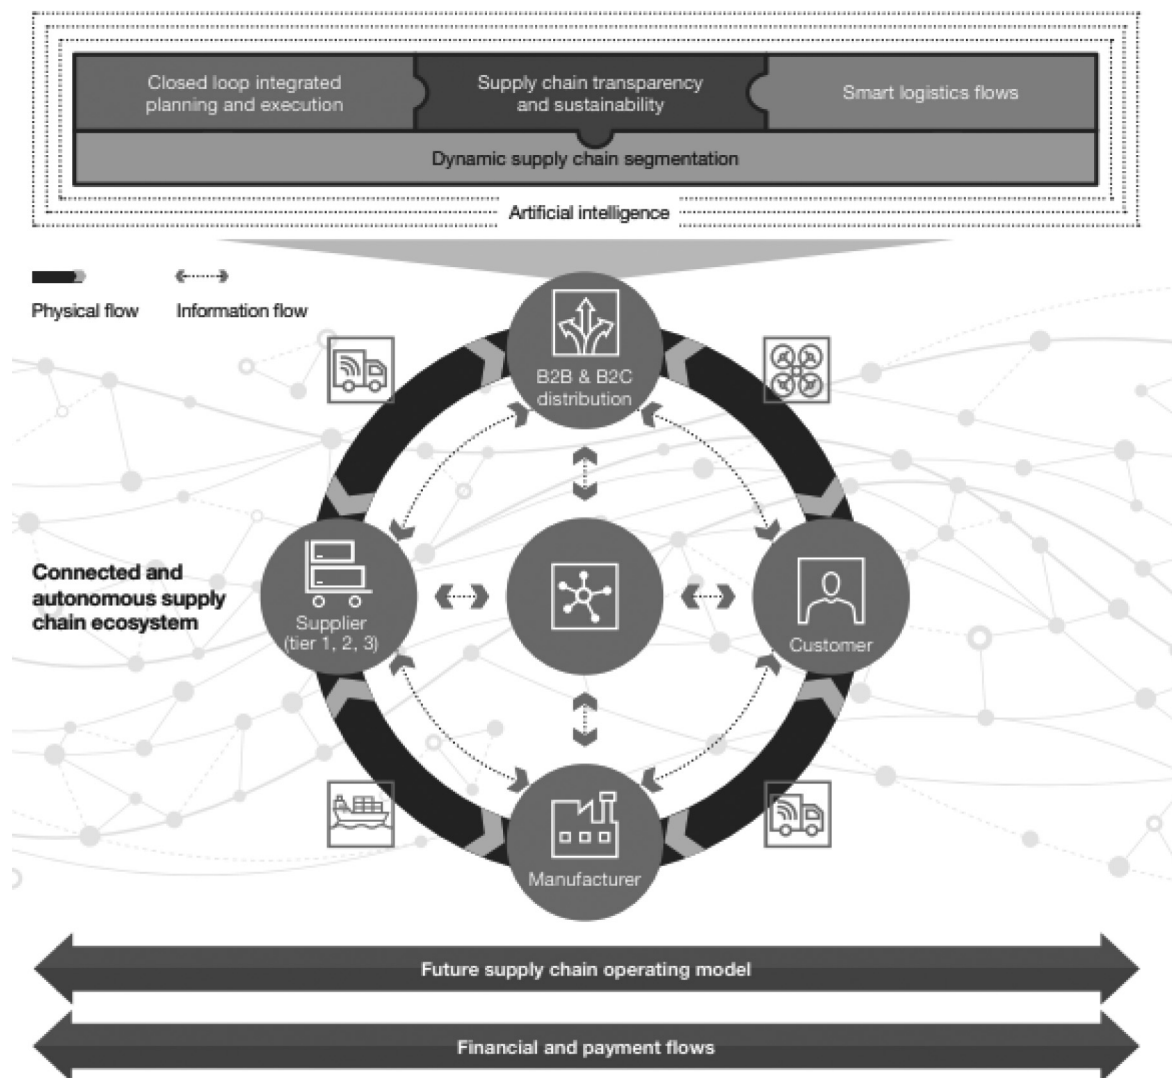 Closed loop integrated
planning and execution
Supply chain transparency
and sustainability
Smart logistics flows
Dynamic supply chain segmentation
Artificial intelligence
Physical flow
Information flow
B2B & B2C
distribution
Connected and
autonomous supply
chain ecosystem
Supplier
(tier 1, 2, 3)
Customer
Manufacturer
Future supply chain operating model
Financial and payment flows